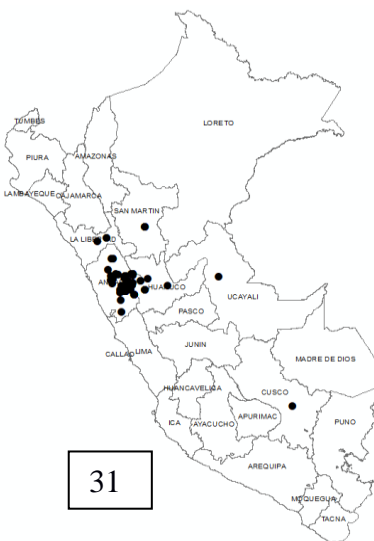 TUMBES
LORETO
PIURA
AMAZONAS
LAMBAYEQUE
CAJAMARCA
SAN MARTIN
LA LIBERTAD
HUANUCO
UCAYALI
PASCO
JUNIN
CALLAO
LIMA
MADRE DE DIOS
HUANCAVELICA
CUSCO
ICA
AYACUCHO
APURIMAC
PUNO
AREQUIPA
MOQUEGUA
TACNA
31